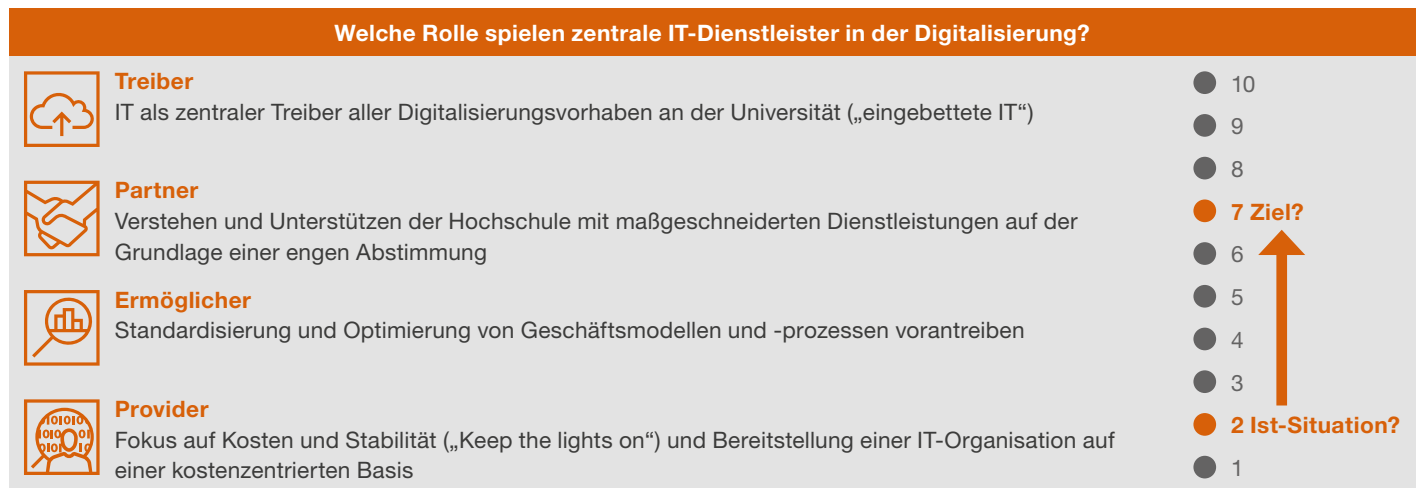 Welche Rolle spielen zentrale IT-Dienstleister in der Digitalisierung?
Treiber
IT als zentraler Treiber aller Digitalisierungsvorhaben an der Universität („eingebettete IT“)
Partner
Verstehen und Unterstützen der Hochschule mit maßgeschneiderten Dienstleistungen auf der
Grundlage einer engen Abstimmung
Ermöglicher
Standardisierung und Optimierung von Geschäftsmodellen und -prozessen vorantreiben
Provider
Fokus auf Kosten und Stabilität („Keep the lights on“) und Bereitstellung einer IT-Organisation auf
einer kostenzentrierten Basis
10
9
8
7 Ziel?
6
5
4
3
2 Ist-Situation?
1